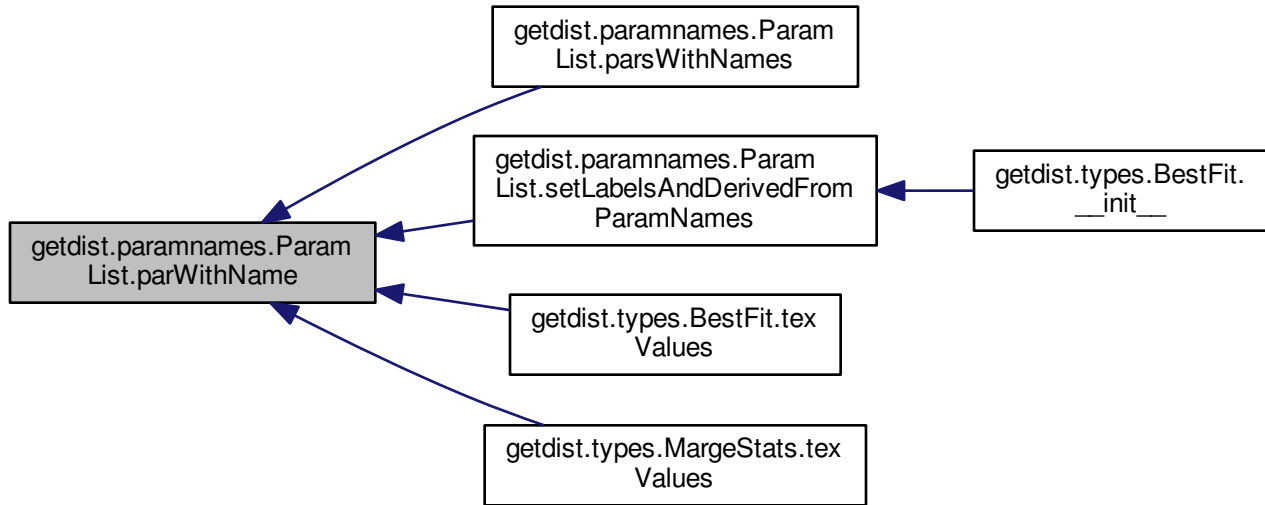 getdist.paramnames.Param
List.parsWithNames
getdist.paramnames.Param
List.setLabelsAndDerivedFrom
ParamNames
getdist.types.BestFit.
__init__
getdist.paramnames.Param
List.parWithName
getdist.types.BestFit.tex
Values
getdist.types.MargeStats.tex
Values